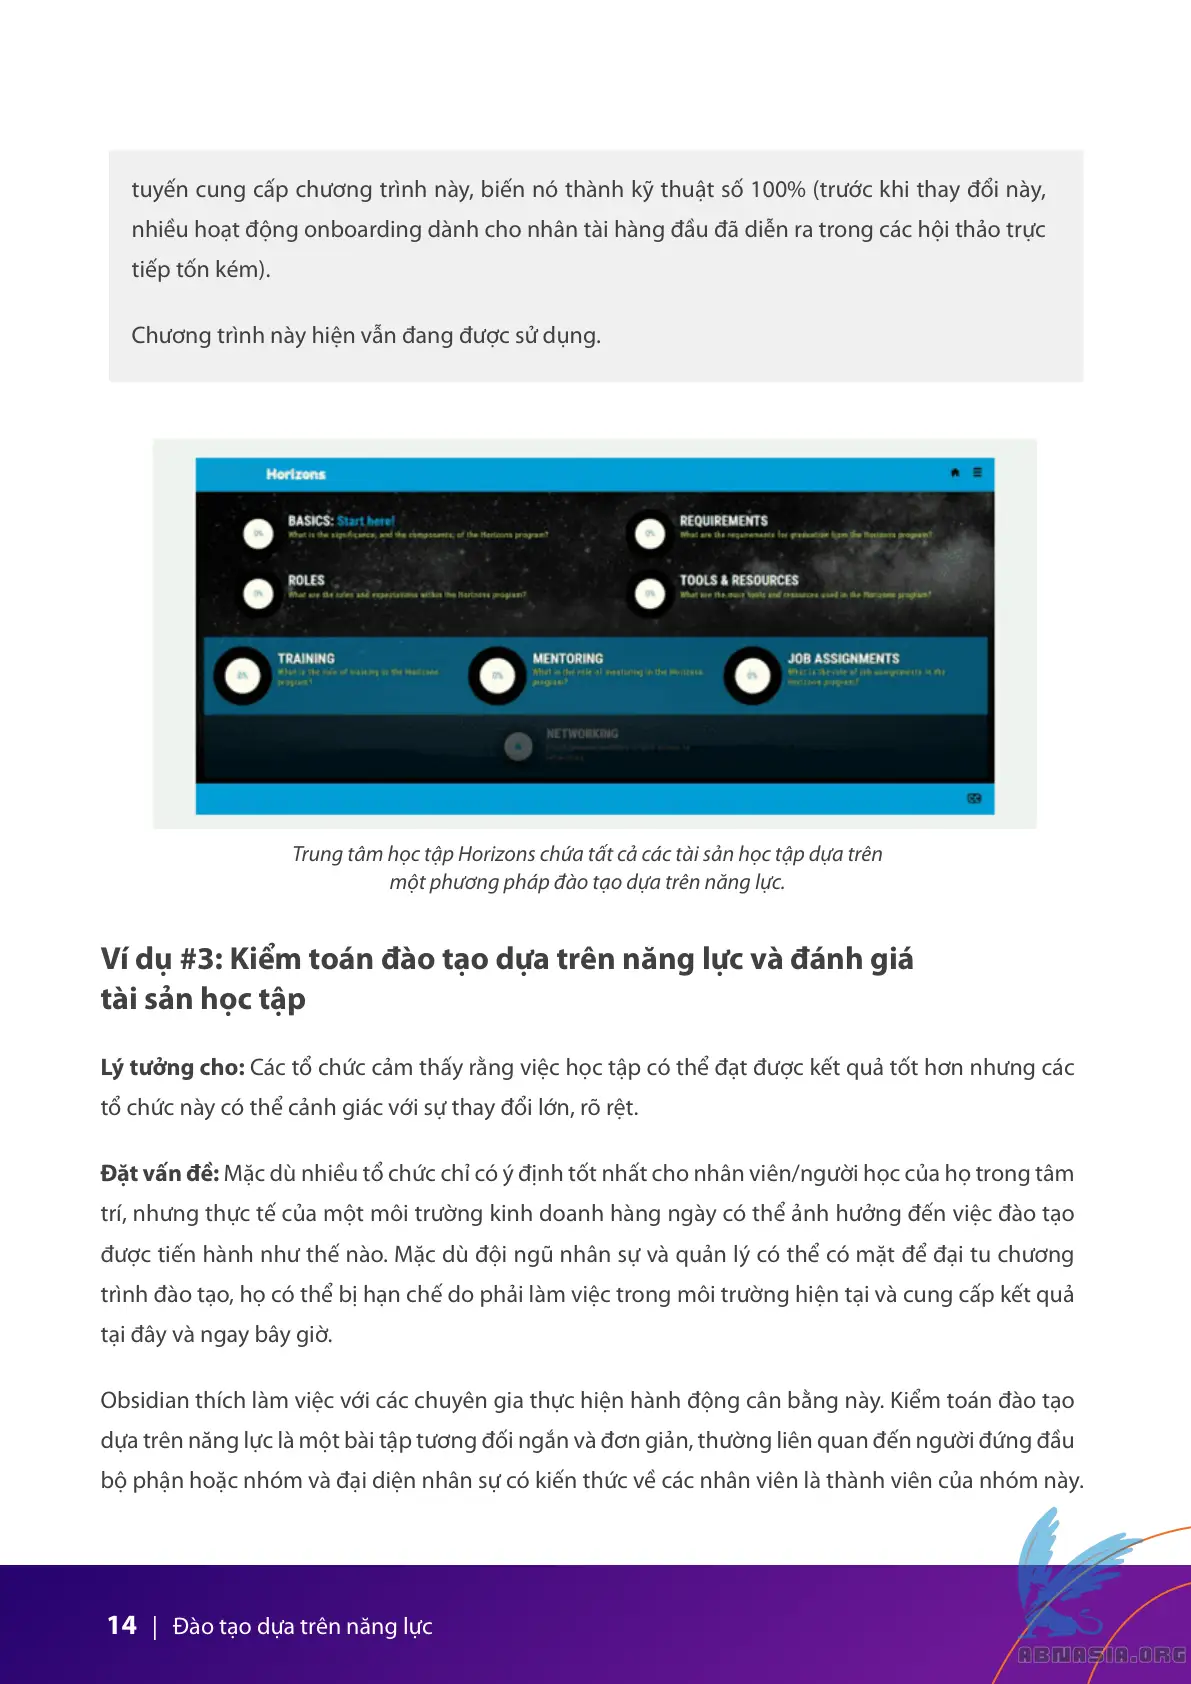 tuyến cung cấp chương trình này, biến nó thành kỹ thuật số 100% (trước khi thay đổi này,
nhiều hoạt động onboarding dành cho nhân tài hàng đầu đã diễn ra trong các hội thảo trực
tiếp tốn kém).
Chương trình này hiện vẫn đang được sử dụng.
Horizons
BASICS: Start here!
What is the significance, and the components, of the Horizons program?
REQUIREMENTS
What are the requirements for graduation from the Horizons program?
ROLES
What are the roles and expectations within the Horizons program?
TOOLS & RESOURCES
What are the main tools and resources used in the Horizons program?
0%
0%
0%
0%
TRAINING
What is the role of training in the Horizons
program?
MENTORING
What is the role of mentoring in the Horizons
program?
JOB ASSIGNMENTS
What is the role of job assignments in the
Horizons program?
0%
0%
0%
NETWORKING
CC
Trung tâm học tập Horizons chứa tất cả các tài sản học tập dựa trên
một phương pháp đào tạo dựa trên năng lực.
Ví dụ #3: Kiểm toán đào tạo dựa trên năng lực và đánh giá
tài sản học tập
Lý tưởng cho: Các tổ chức cảm thấy rằng việc học tập có thể đạt được kết quả tốt hơn nhưng các
tổ chức này có thể cảnh giác với sự thay đổi lớn, rõ rệt.
Đặt vấn đề: Mặc dù nhiều tổ chức chỉ có ý định tốt nhất cho nhân viên/người học của họ trong tâm
trí, nhưng thực tế của một môi trường kinh doanh hàng ngày có thể ảnh hưởng đến việc đào tạo
được tiến hành như thế nào. Mặc dù đội ngũ nhân sự và quản lý có thể có mặt để đại tu chương
trình đào tạo, họ có thể bị hạn chế do phải làm việc trong môi trường hiện tại và cung cấp kết quả
tại đây và ngay bây giờ.
Obsidian thích làm việc với các chuyên gia thực hiện hành động cân bằng này. Kiểm toán đào tạo
dựa trên năng lực là một bài tập tương đối ngắn và đơn giản, thường liên quan đến người đứng đầu
bộ phận hoặc nhóm và đại diện nhân sự có kiến thức về các nhân viên là thành viên của nhóm này.
14 | Đào tạo dựa trên năng lực
ABNASIA.ORG